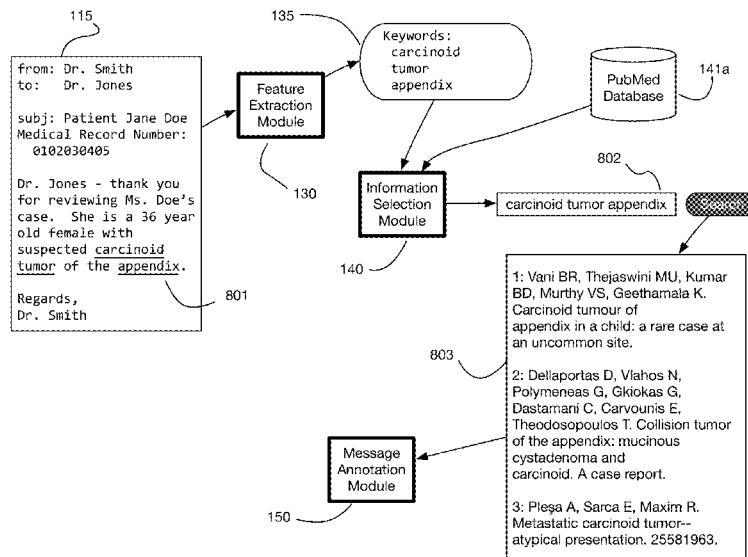 115
from: Dr. Smith
to: Dr. Jones
subj: Patient Jane Doe
Medical Record Number:
0102030405
Dr. Jones - thank you
for reviewing Ms. Doe's
case. She is a 36 year
old female with
suspected carcinoid
tumor of the appendix.
Regards,
Dr. Smith
801
Feature
Extraction
Module
130
135
Keywords:
carcinoid
tumor
appendix
PubMed
Database
141a
Information
Selection
Module
140
802
carcinoid tumor appendix
Search
803
1: Vani BR, Thejaswini MU, Kumar
BD, Murthy VS, Geethamala K.
Carcinoid tumour of
appendix in a child: a rare case at
an uncommon site.
2: Dellaportas D, Vlahos N,
Polymeneas G, Gkiokas G,
Dastamani C, Carvounis E,
Theodosopoulos T. Collision tumor
of the appendix: mucinous
cystadenoma and
carcinoid. A case report.
3: Pleşa A, Sarca E, Maxim R.
Metastatic carcinoid tumor--
atypical presentation. 25581963.
Message
Annotation
Module
150